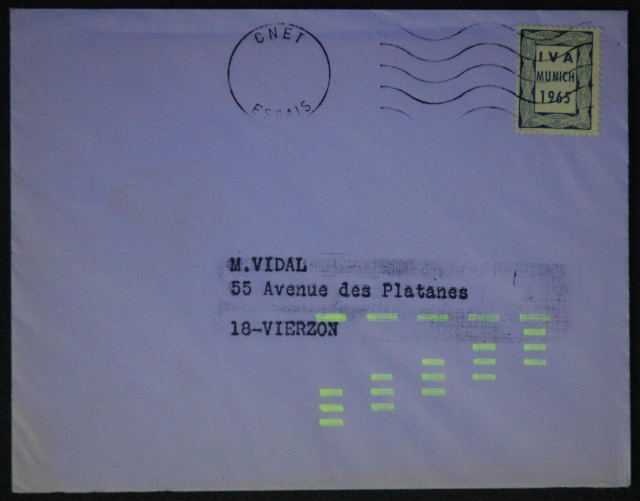 CNET
ESSAIS
IVA
MUNICH
1965
M.VIDAL
55 Avenue des Platanes
18-VIERZON